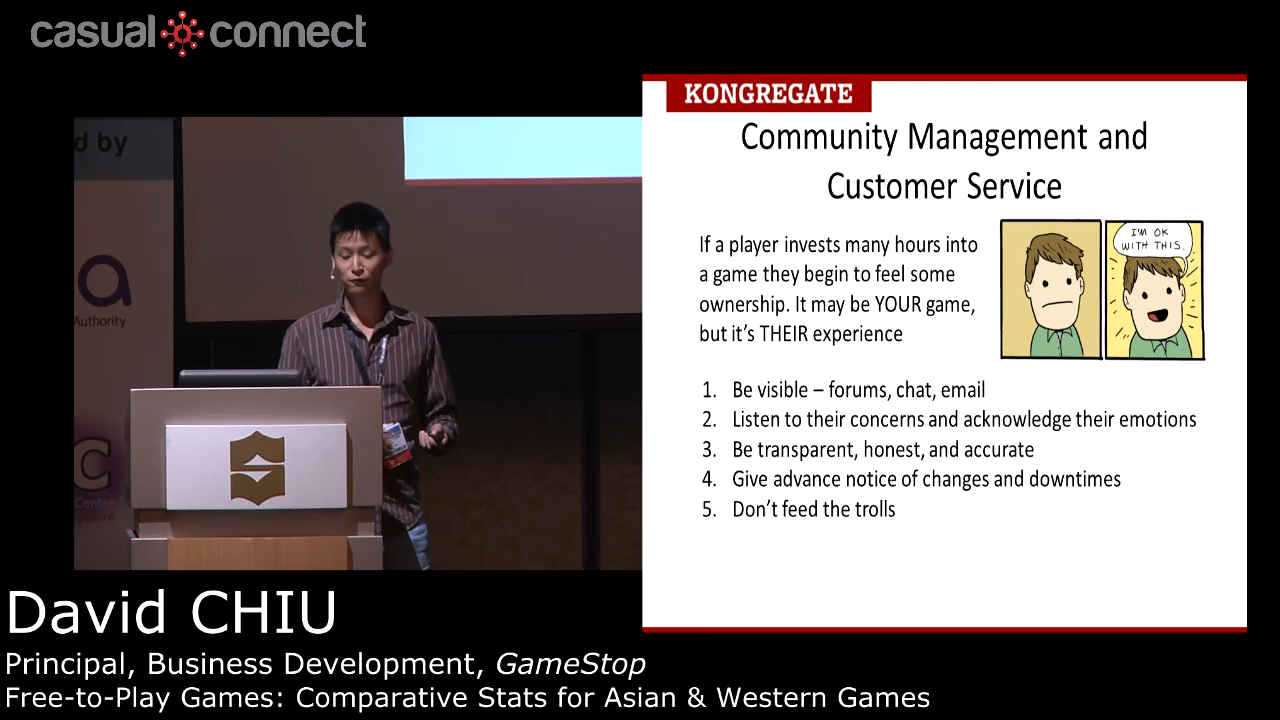 casual connect
d by
a
Authority
C
Centre
KONGREGATE
Community Management and
Customer Service
If a player invests many hours into
a game they begin to feel some
ownership. It may be YOUR game,
but it's THEIR experience
I'M OK
WITH THIS.
1. Be visible – forums, chat, email
2. Listen to their concerns and acknowledge their emotions
3. Be transparent, honest, and accurate
4. Give advance notice of changes and downtimes
5. Don't feed the trolls
David CHIU
Principal, Business Development, GameStop
Free-to-Play Games: Comparative Stats for Asian & Western Games